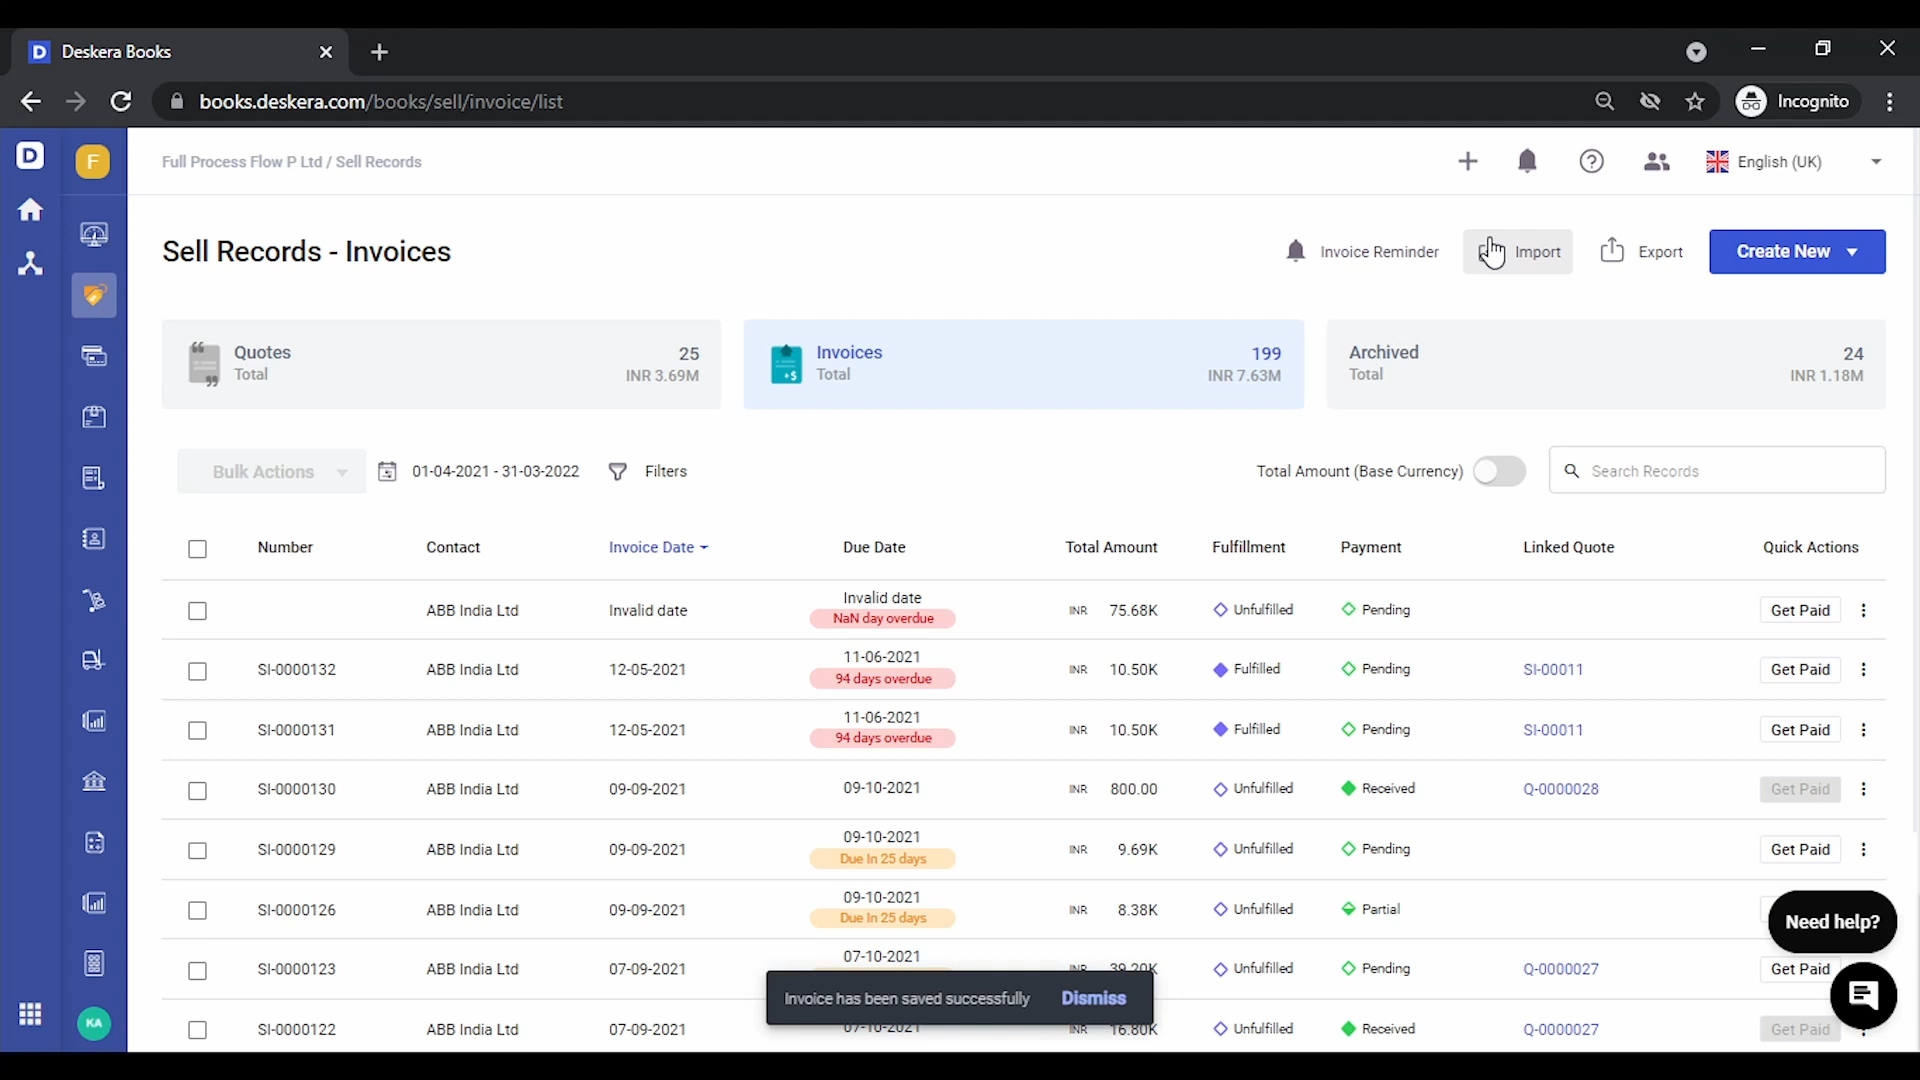 Deskera Books
books.deskera.com/books/sell/invoice/list
Incognito
D
F
Full Process Flow P Ltd / Sell Records
English (UK)
Sell Records - Invoices
Invoice Reminder
Import
Export
Create New
Quotes
Total
25
INR 3.69M
Invoices
Total
199
INR 7.63M
Archived
Total
24
INR 1.18M
Bulk Actions
01-04-2021 - 31-03-2022
Filters
Total Amount (Base Currency)
Search Records
Number Contact Invoice Date Due Date Total Amount Fulfillment Payment Linked Quote Quick Actions
ABB India Ltd Invalid date Invalid date INR 75.68K Unfulfilled Pending Get Paid
NaN day overdue
SI-0000132 ABB India Ltd 12-05-2021 11-06-2021 INR 10.50K Fulfilled Pending SI-00011 Get Paid
94 days overdue
SI-0000131 ABB India Ltd 12-05-2021 11-06-2021 INR 10.50K Fulfilled Pending SI-00011 Get Paid
94 days overdue
SI-0000130 ABB India Ltd 09-09-2021 09-10-2021 INR 800.00 Unfulfilled Received Q-0000028 Get Paid
SI-0000129 ABB India Ltd 09-09-2021 09-10-2021 INR 9.69K Unfulfilled Pending Get Paid
Due In 25 days
SI-0000126 ABB India Ltd 09-09-2021 09-10-2021 INR 8.38K Unfulfilled Partial
Due In 25 days
Need help?
SI-0000123 ABB India Ltd 07-09-2021 07-10-2021 INR 39.20K Unfulfilled Pending Q-0000027 Get Paid
Invoice has been saved successfully Dismiss
SI-0000122 ABB India Ltd 07-09-2021 07-10-2021 INR 16.80K Unfulfilled Received Q-0000027 Get Paid
KA